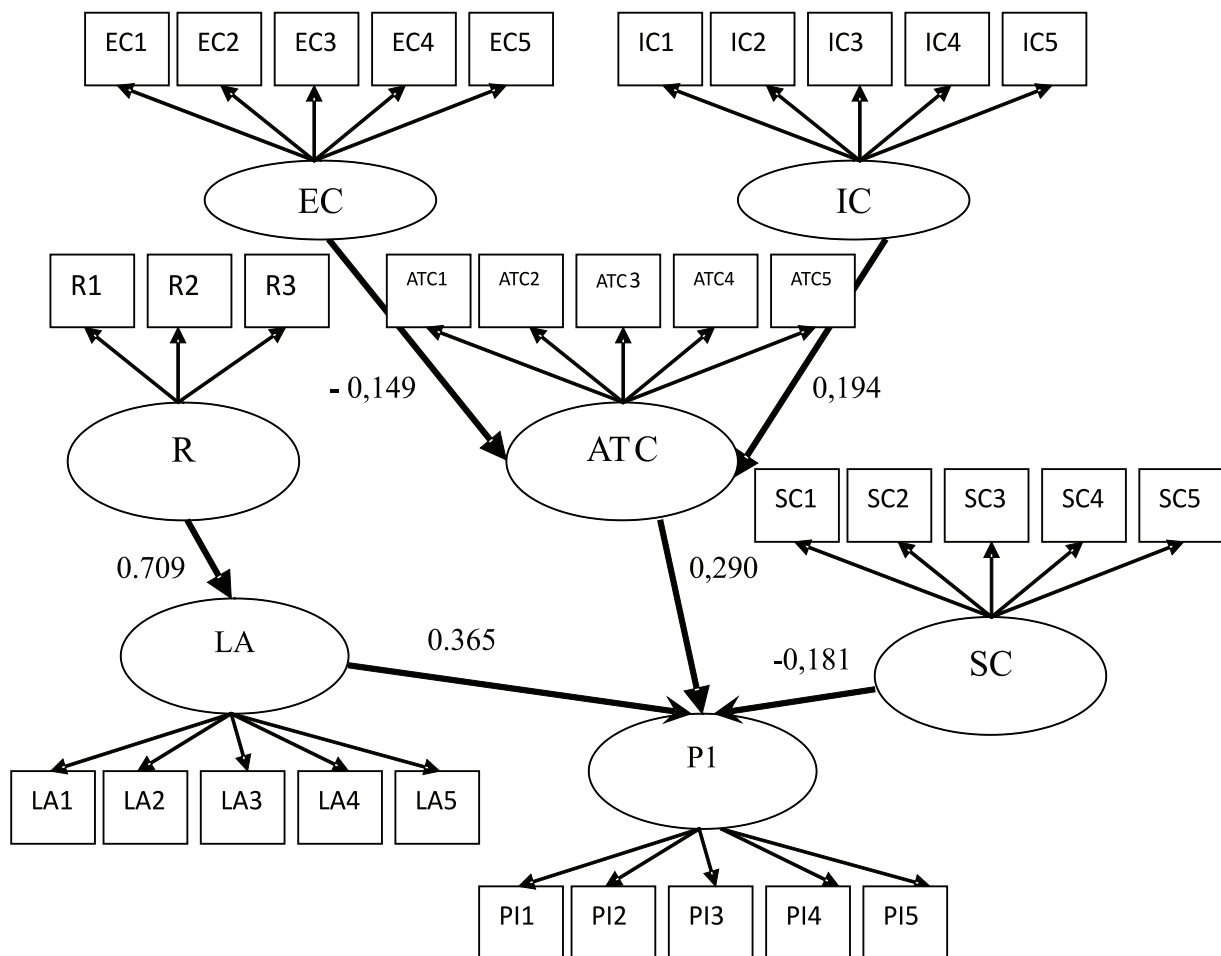 EC1 EC2 EC3 EC4 EC5 IC1 IC2 IC3 IC4 IC5
EC IC
R1 R2 R3 ATC1 ATC2 ATC3 ATC4 ATC5
- 0,149 0,194
R ATC
SC1 SC2 SC3 SC4 SC5
0.709 0,290
LA 0.365 -0,181 SC
P1
LA1 LA2 LA3 LA4 LA5
PI1 PI2 PI3 PI4 PI5